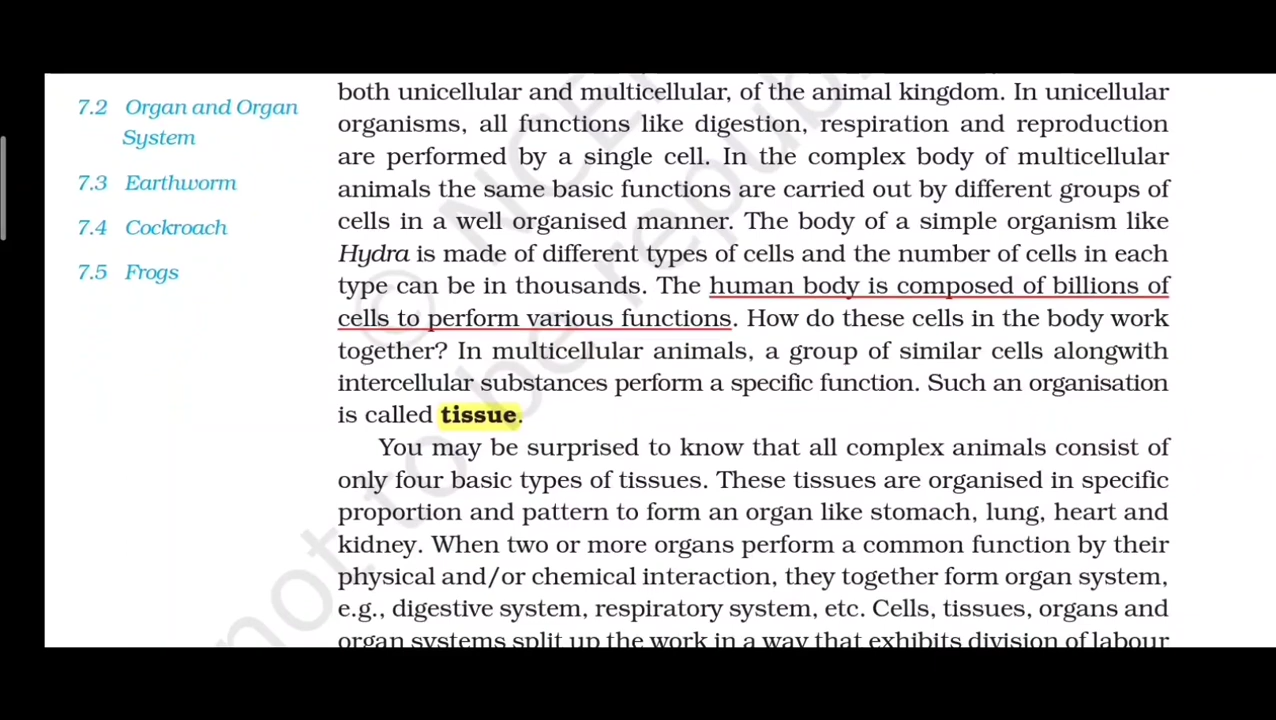 7.2 Organ and Organ
System
7.3 Earthworm
7.4 Cockroach
7.5 Frogs
both unicellular and multicellular, of the animal kingdom. In unicellular
organisms, all functions like digestion, respiration and reproduction
are performed by a single cell. In the complex body of multicellular
animals the same basic functions are carried out by different groups of
cells in a well organised manner. The body of a simple organism like
Hydra is made of different types of cells and the number of cells in each
type can be in thousands. The human body is composed of billions of
cells to perform various functions. How do these cells in the body work
together? In multicellular animals, a group of similar cells alongwith
intercellular substances perform a specific function. Such an organisation
is called tissue.
You may be surprised to know that all complex animals consist of
only four basic types of tissues. These tissues are organised in specific
proportion and pattern to form an organ like stomach, lung, heart and
kidney. When two or more organs perform a common function by their
physical and/or chemical interaction, they together form organ system,
e.g., digestive system, respiratory system, etc. Cells, tissues, organs and
organ systems split up the work in a way that exhibits division of labour
© NCE
not to be republ